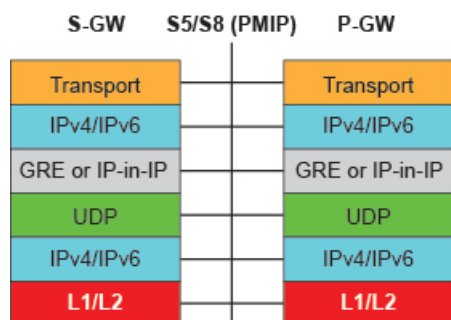 S-GW S5/S8 (PMIP) P-GW
Transport Transport
IPv4/IPv6 IPv4/IPv6
GRE or IP-in-IP GRE or IP-in-IP
UDP UDP
IPv4/IPv6 IPv4/IPv6
L1/L2 L1/L2